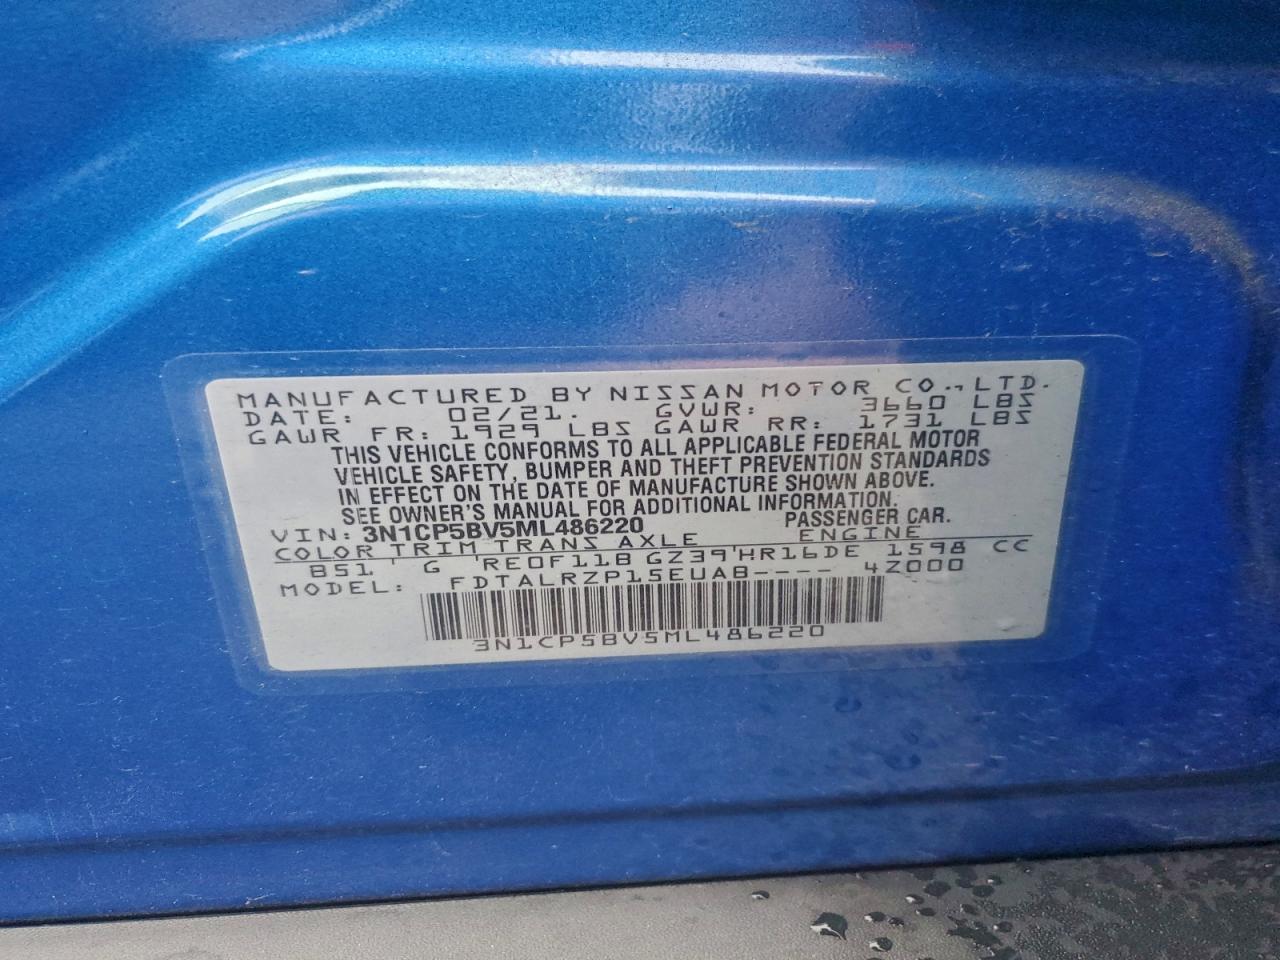 MANUFACTURED BY NISSAN MOTOR CO., LTD.
DATE: 02/21. GVWR: 3660 LBS
GAWR FR: 1929 LBS GAWR RR: 1731 LBS
THIS VEHICLE CONFORMS TO ALL APPLICABLE FEDERAL MOTOR
VEHICLE SAFETY, BUMPER AND THEFT PREVENTION STANDARDS
IN EFFECT ON THE DATE OF MANUFACTURE SHOWN ABOVE.
SEE OWNER'S MANUAL FOR ADDITIONAL INFORMATION.
VIN: 3N1CP5BV5ML486220 PASSENGER CAR.
COLOR TRIM TRANS AXLE ENGINE
B51 'G 'RE0F11B GZ39'HR16DE 1598 CC
MODEL: FDTALRZP15EUAB---- 4Z000
3N1CP5BV5ML486220